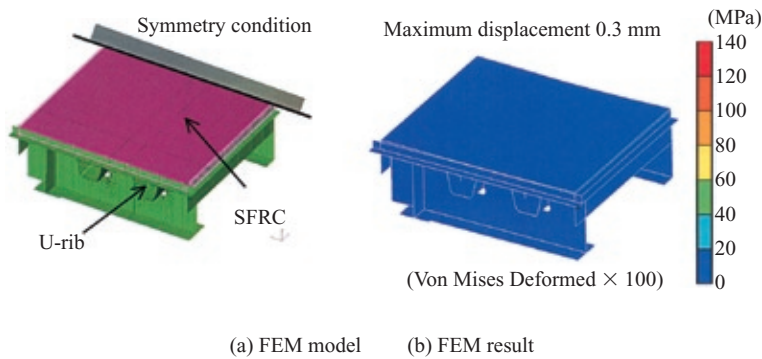 Symmetry condition
SFRC
U-rib
Maximum displacement 0.3 mm
(Von Mises Deformed × 100)
(MPa)
140
120
100
80
60
40
20
0
(a) FEM model
(b) FEM result